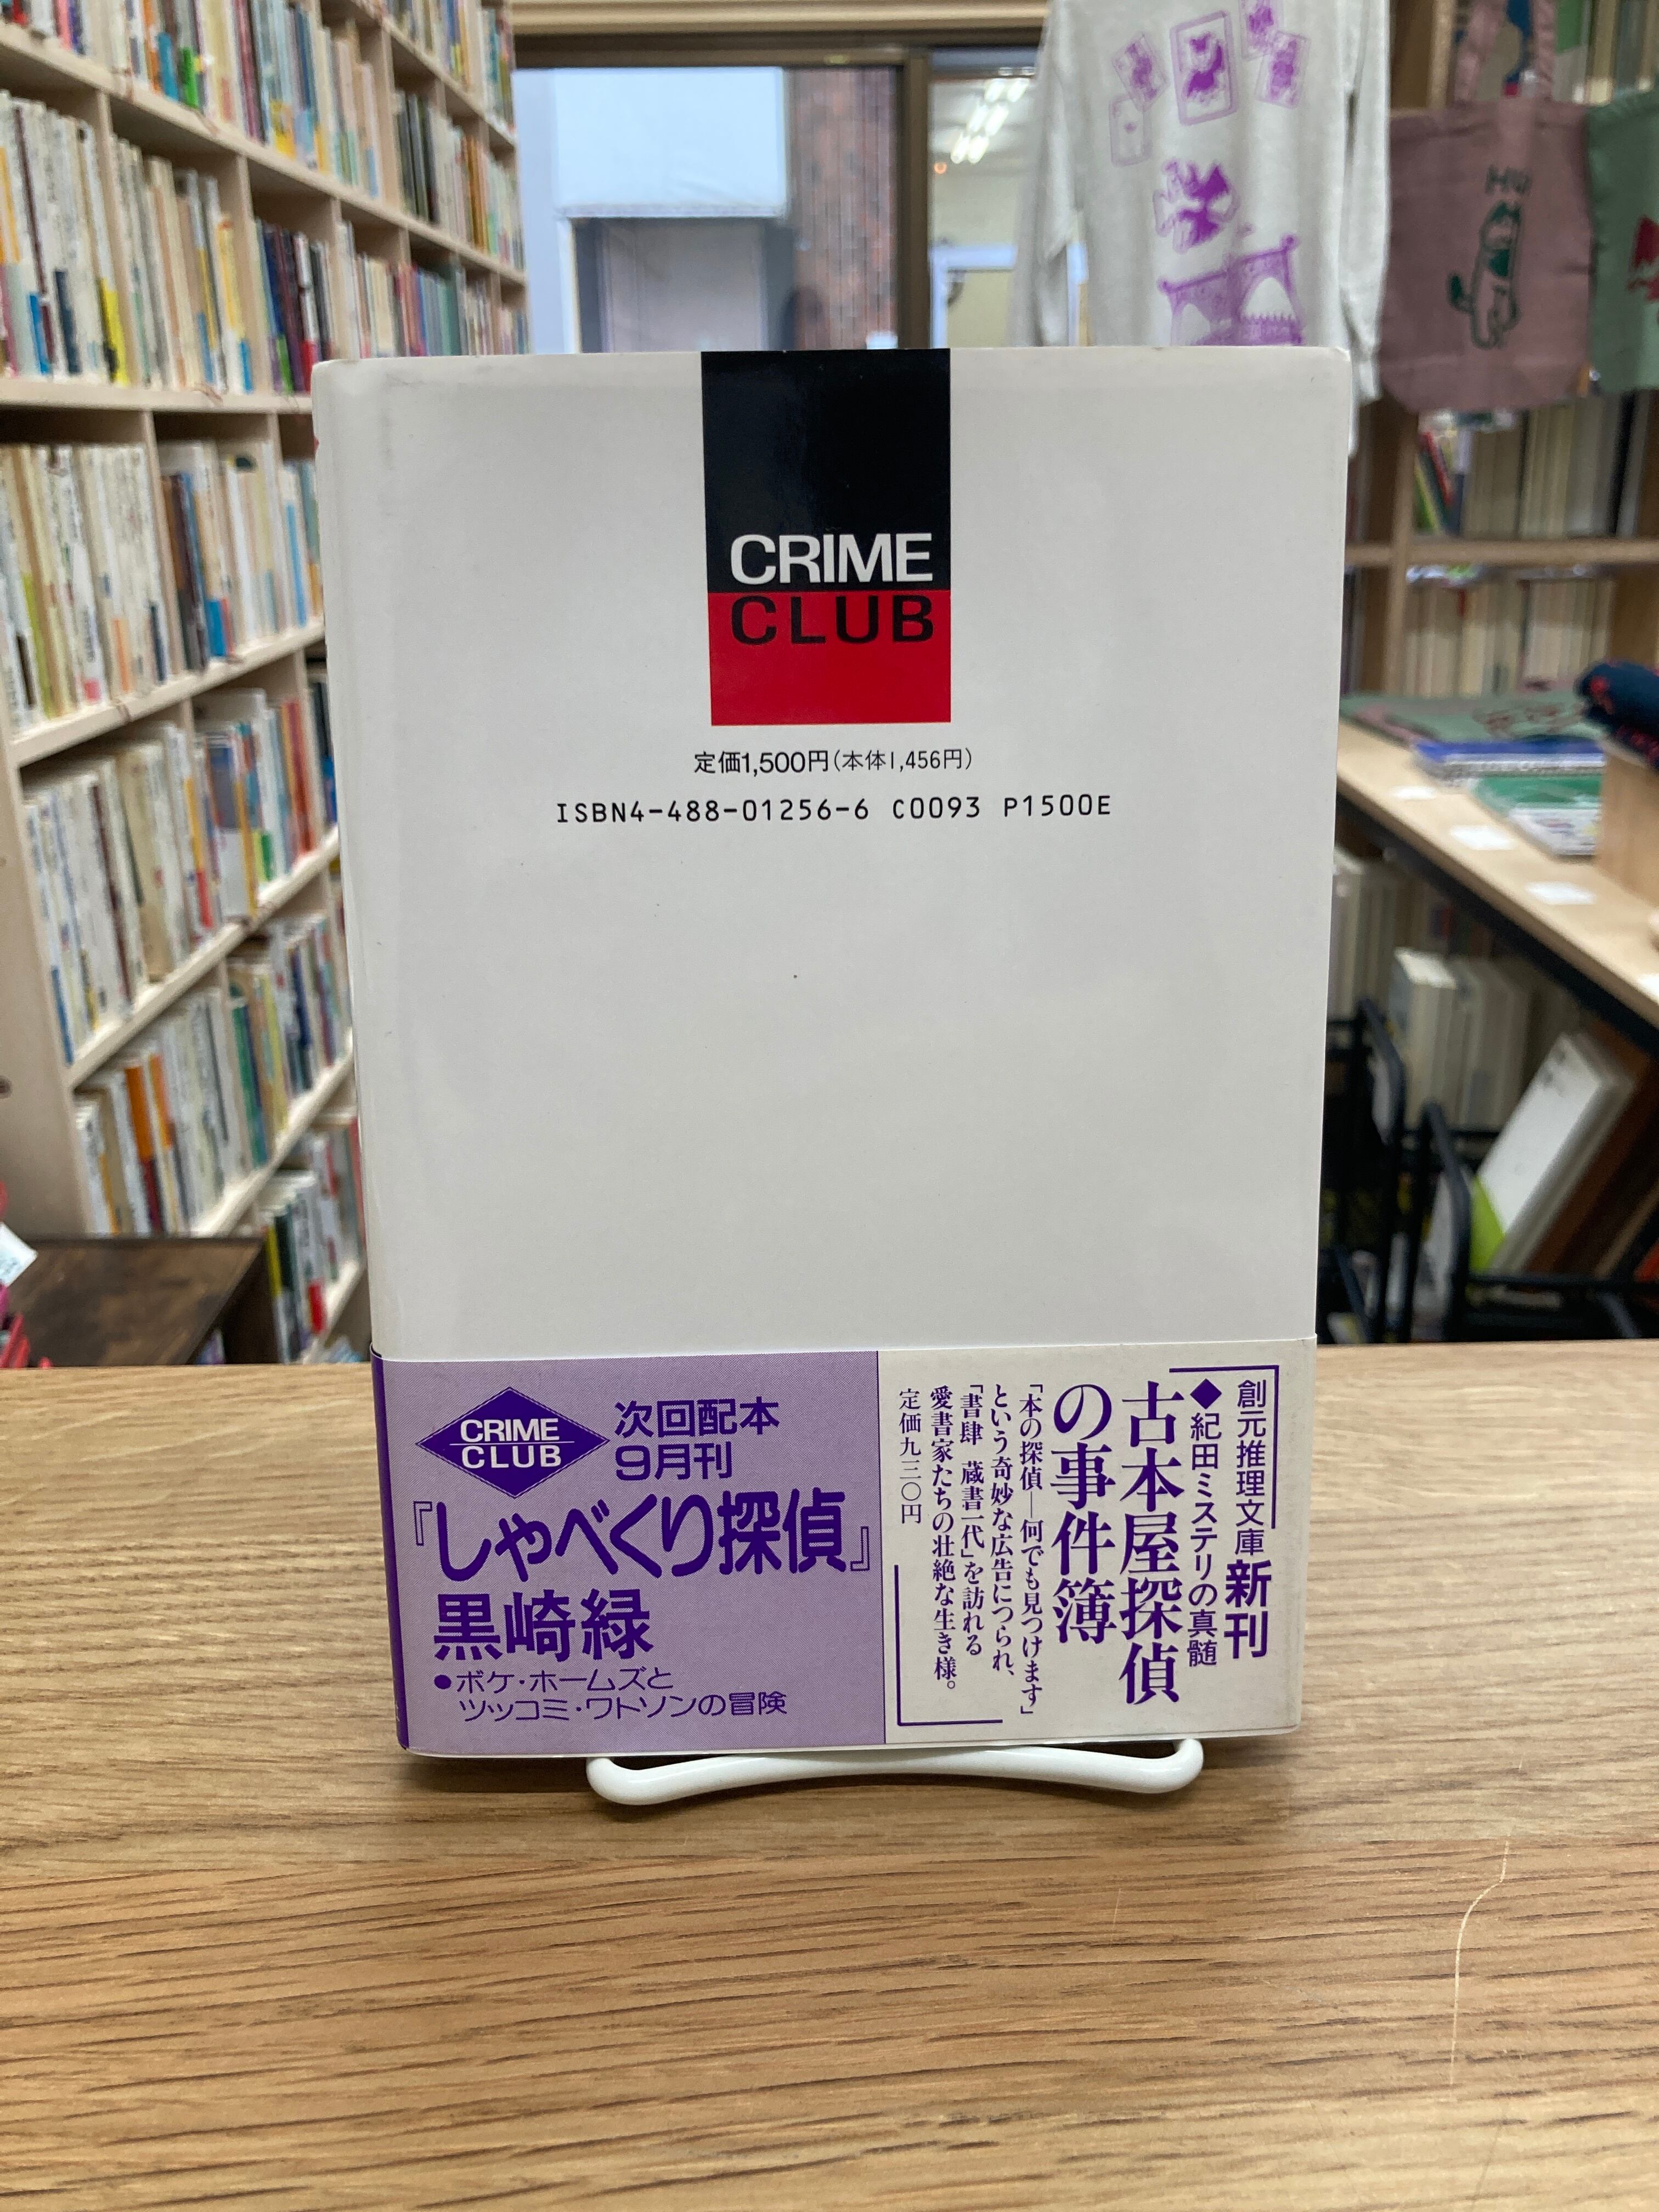 CRIME
CLUB
定価1,500円(本体1,456円)
ISBN4-488-01256-6 C0093 P1500E
CRIME
CLUB
次回配本
9月刊
『しゃべくり探偵』
黒崎緑
●ボケ・ホームズと
ツッコミ・ワトソンの冒険
創元推理文庫 新刊
◆紀田ミステリの真髄
古本屋探偵
の事件簿
「本の探偵―何でも見つけます」
という奇妙な広告につられ、
「書肆 蔵書一代」を訪れる
愛書家たちの壮絶な生き様。
定価九三〇円